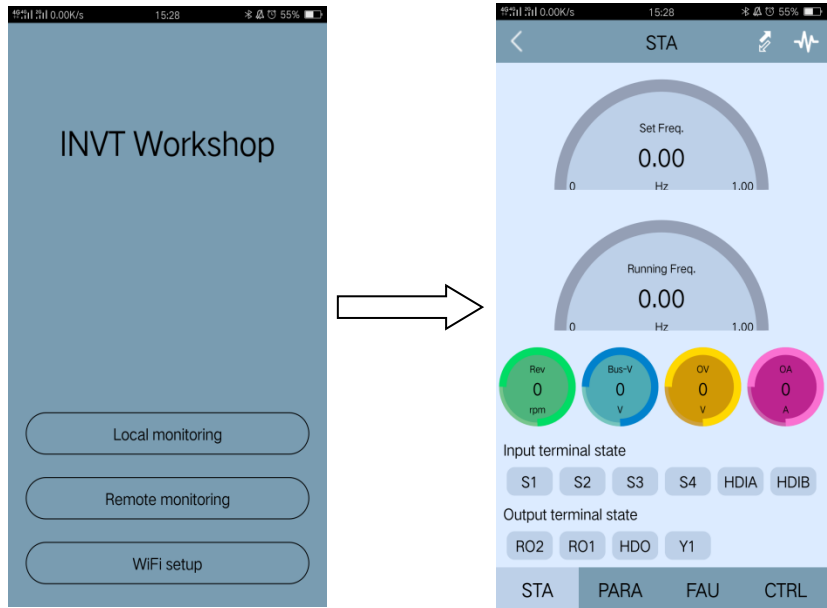 4G 46 2G 0.00K/s 15:28 55%
INVT Workshop
Local monitoring
Remote monitoring
WiFi setup
0.00K/s 15:28 55%
STA
Set Freq.
0.00
0 Hz 1.00
Running Freq.
0.00
0 Hz 1.00
Rev Bus-V OV OA
0 0 0 0
rpm V V A
Input terminal state
S1 S2 S3 S4 HDIA HDIB
Output terminal state
RO2 RO1 HDO Y1
STA PARA FAU CTRL